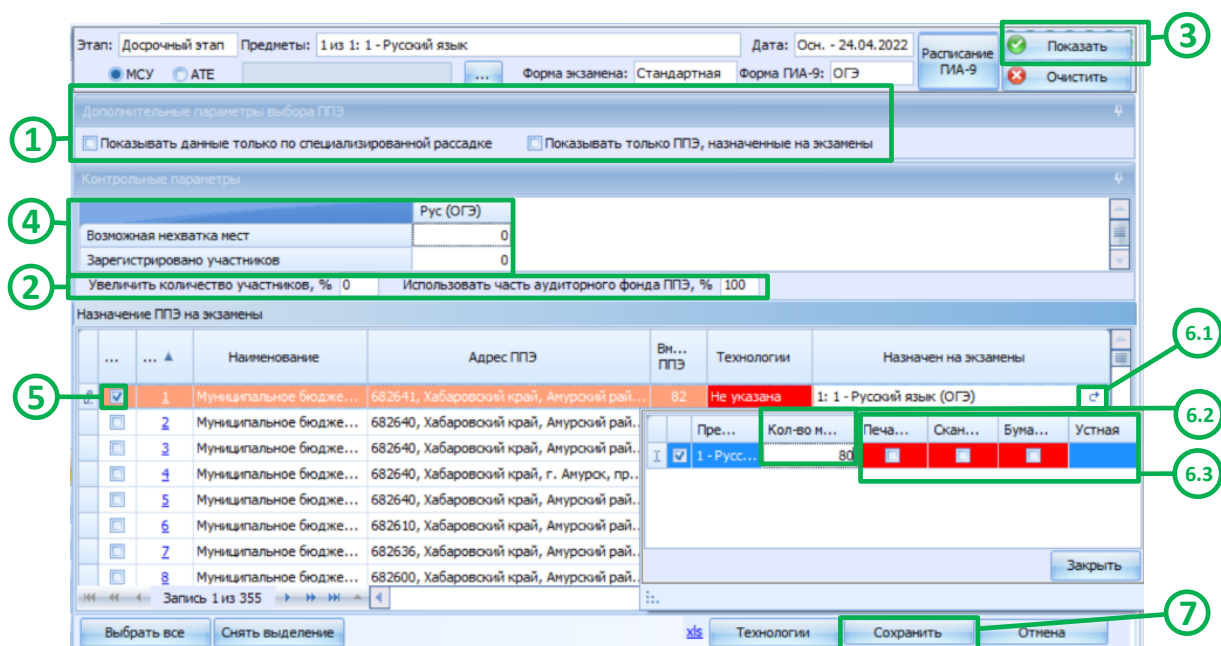 Этап: Досрочный этап Предметы: 1 из 1: 1 - Русский язык Дата: Осн. - 24.04.2022 Расписание ГИА-9 Показать 3
МСУ АТЕ ... Форма экзамена: Стандартная Форма ГИА-9: ОГЭ Очистить
Дополнительные параметры выбора ППЭ
1 Показывать данные только по специализированной рассадке Показывать только ППЭ, назначенные на экзамены
Контрольные параметры
4 Рус (ОГЭ)
Возможная нехватка мест 0
Зарегистрировано участников 0
2 Увеличить количество участников, % 0 Использовать часть аудиторного фонда ППЭ, % 100
Назначение ППЭ на экзамены
... ... Наименование Адрес ППЭ Вм... ППЭ Технологии Назначен на экзамены 6.1
5 1 Муниципальное бюдже... 682641, Хабаровский край, Амурский рай... 82 Не указана 1: 1 - Русский язык (ОГЭ)
2 Муниципальное бюдже... 682640, Хабаровский край, Амурский рай..
3 Муниципальное бюдже... 682640, Хабаровский край, Амурский рай..
4 Муниципальное бюдже... 682640, Хабаровский край, г. Амурск, пр..
5 Муниципальное бюдже... 682640, Хабаровский край, Амурский рай..
6 Муниципальное бюдже... 682610, Хабаровский край, Амурский рай..
7 Муниципальное бюдже... 682636, Хабаровский край, Амурский рай..
8 Муниципальное бюдже... 682600, Хабаровский край, Амурский рай..
Пре... Кол-во м... Печа... Скан... Бума... Устная 6.2
1 - Русс... 80 6.3
Закрыть
Запись 1 из 355
Выбрать все Снять выделение xls Технологии Сохранить Отмена 7